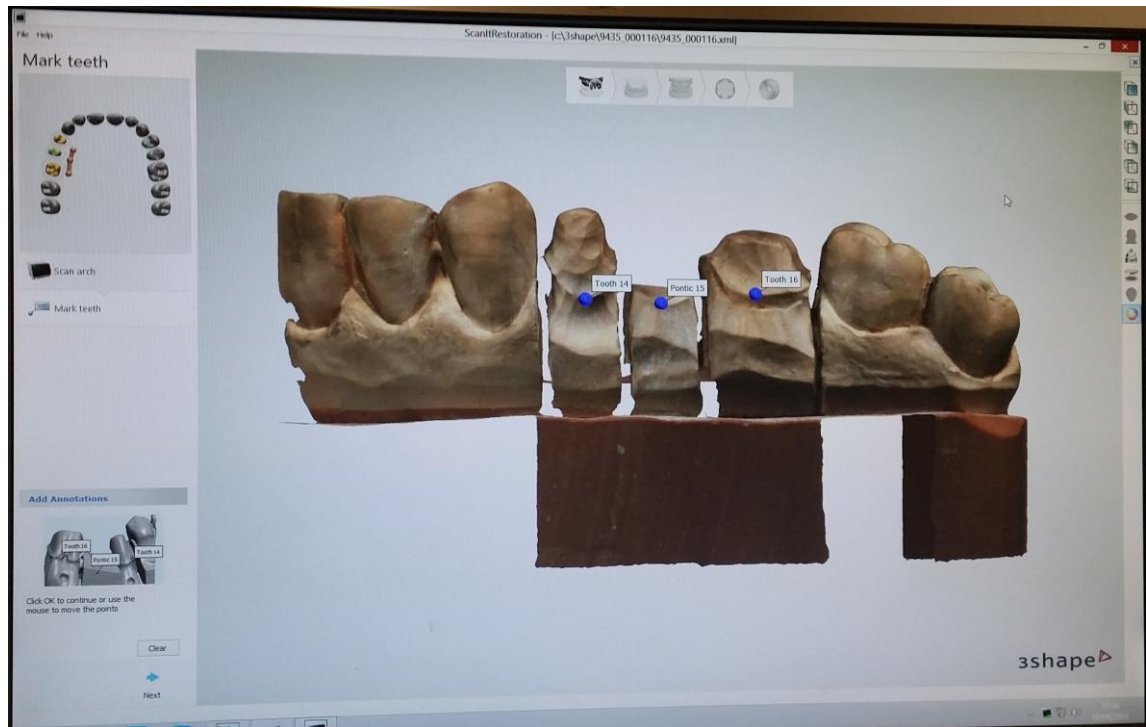 File Help
ScanItRestoration - [c:\3shape\9435_000116\9435_000116.xml]
Mark teeth
Scan arch
Mark teeth
Tooth 14
Pontic 15
Tooth 16
Add Annotations
Tooth 16
Pontic 15
Tooth 14
Click OK to continue or use the
mouse to move the points
Clear
Next
3shape